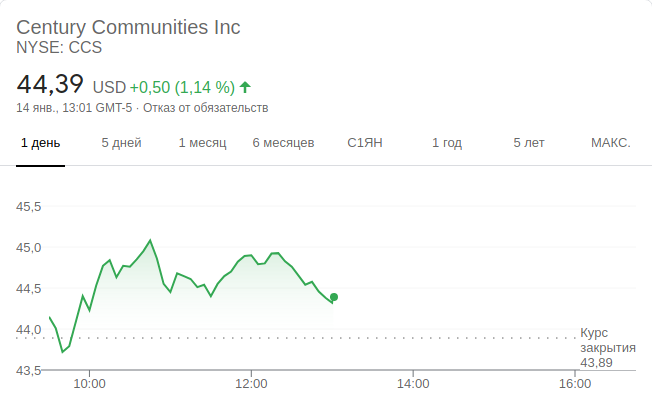 Century Communities Inc
NYSE: CCS
44,39 USD +0,50 (1,14 %)
14 янв., 13:01 GMT-5 · Отказ от обязательств
1 день 5 дней 1 месяц 6 месяцев С1ЯН 1 год 5 лет МАКС.
45,5
45,0
44,5
44,0
Курс
закрытия
43,89
43,5
10:00 12:00 14:00 16:00